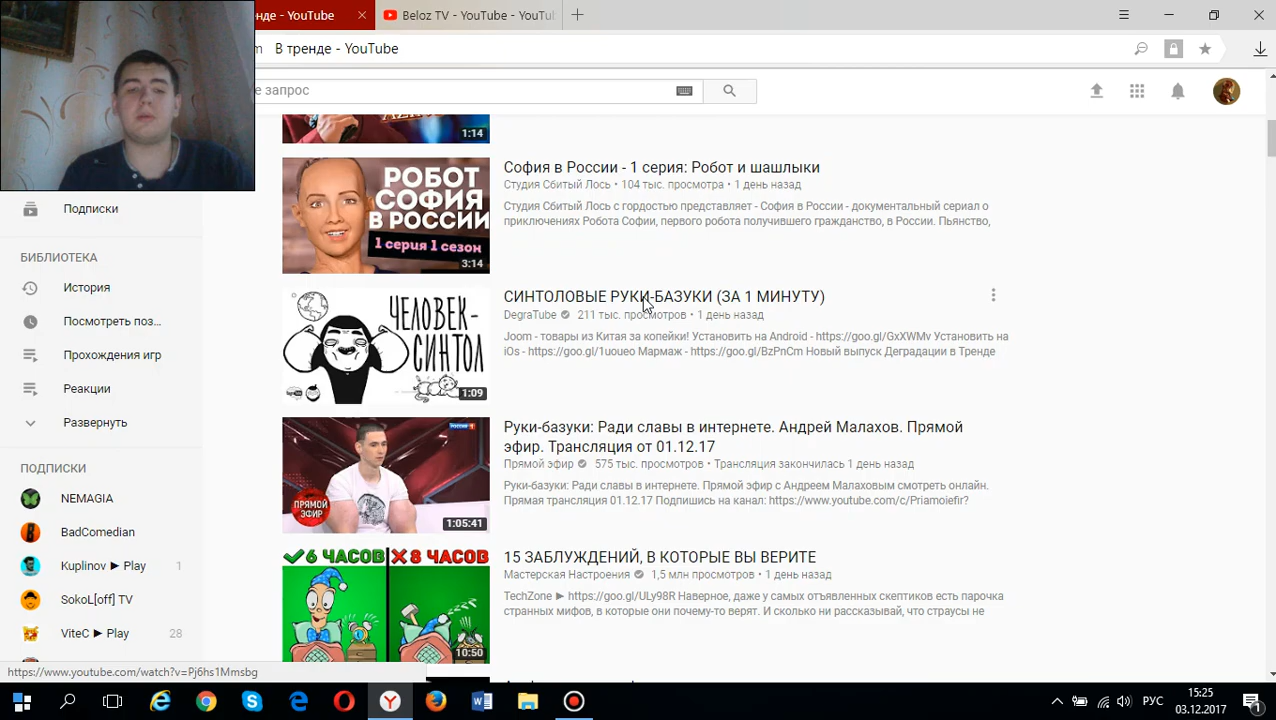 енде - YouTube
Beloz TV - YouTube - YouTu
m В тренде - YouTube
е запрос
1:14
РОБОТ
СОФИЯ
В РОССИИ
1 серия 1 сезон
3:14
София в России - 1 серия: Робот и шашлыки
Студия Сбитый Лось • 104 тыс. просмотра • 1 день назад
Студия Сбитый Лось с гордостью представляет - София в России - документальный сериал о
приключениях Робота Софии, первого робота получившего гражданство, в России. Пьянство,
Подписки
БИБЛИОТЕКА
История
Посмотреть поз...
Прохождения игр
Реакции
Развернуть
ПОДПИСКИ
NEMAGIA
BadComedian
Kuplinov ► Play 1
SokoL[off] TV
ViteC ► Play 28
ЧЕЛОВЕК-
СИНТОЛ
1:09
СИНТОЛОВЫЕ РУКИ-БАЗУКИ (ЗА 1 МИНУТУ)
DegraTube 211 тыс. просмотров • 1 день назад
Joom - товары из Китая за копейки! Установить на Android - https://goo.gl/GxXWMv Установить на
iOs - https://goo.gl/1uoueo Мармаж - https://goo.gl/BzPnCm Новый выпуск Деградации в Тренде
РОССИЯ 1
ПРЯМОЙ
ЭФИР
1:05:41
Руки-базуки: Ради славы в интернете. Андрей Малахов. Прямой
эфир. Трансляция от 01.12.17
Прямой эфир 575 тыс. просмотров • Трансляция закончилась 1 день назад
Руки-базуки: Ради славы в интернете. Прямой эфир с Андреем Малаховым смотреть онлайн.
Прямая трансляция 01.12.17 Подпишись на канал: https://www.youtube.com/c/Priamoiefir?
6 ЧАСОВ
8 ЧАСОВ
10:50
15 ЗАБЛУЖДЕНИЙ, В КОТОРЫЕ ВЫ ВЕРИТЕ
Мастерская Настроения 1,5 млн просмотров • 1 день назад
TechZone ► https://goo.gl/ULy98R Наверное, даже у самых отъявленных скептиков есть парочка
странных мифов, в которые они почему-то верят. И сколько ни рассказывай, что страусы не
https://www.youtube.com/watch?v=Pj6hs1Mmsbg
РУС
15:25
03.12.2017
1